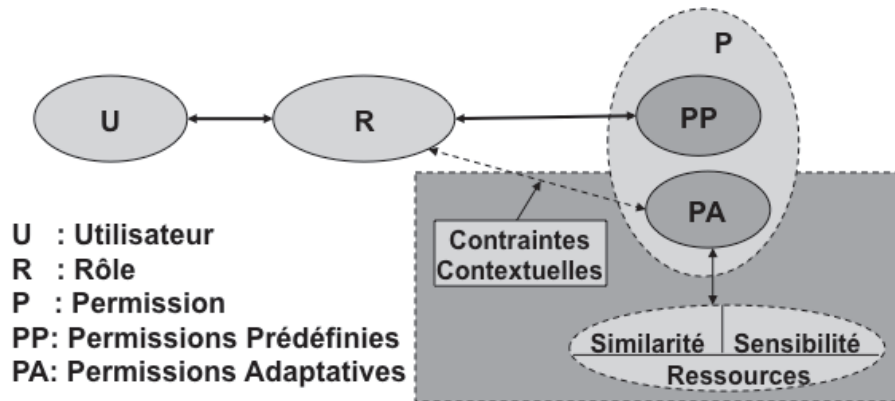 P
U
R
PP
PA
Contraintes
Contextuelles
Similarité
Sensibilité
Ressources
U : Utilisateur
R : Rôle
P : Permission
PP: Permissions Prédéfinies
PA: Permissions Adaptatives